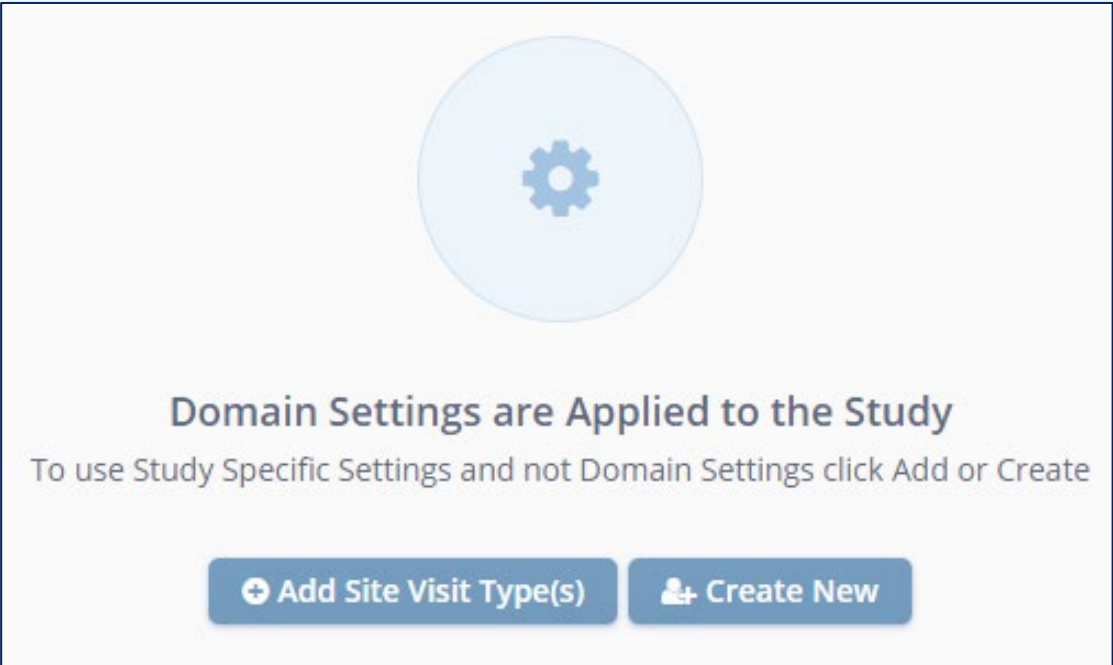 Domain Settings are Applied to the Study
To use Study Specific Settings and not Domain Settings click Add or Create
Add Site Visit Type(s)
Create New